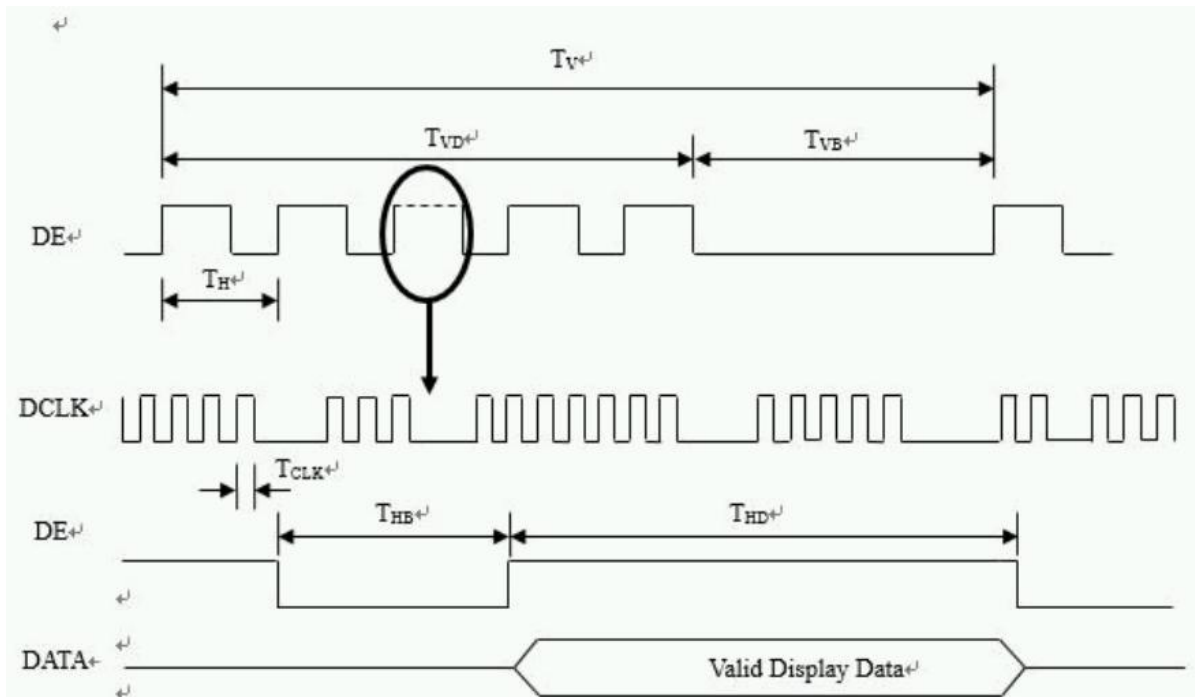 ↵
TV↵
TVD↵
TVB↵
DE↵
TH↵
DCLK↵
TCLK↵
DE↵
THB↵
THD↵
↵
↵
DATA↵
Valid Display Data↵
↵